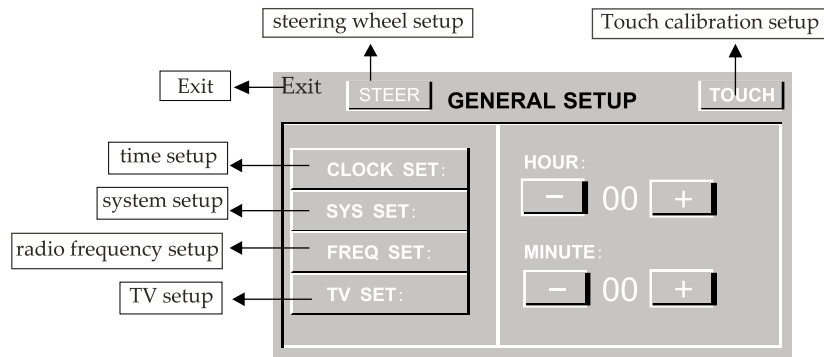 steering wheel setup
Touch calibration setup
Exit
Exit
STEER
GENERAL SETUP
TOUCH
time setup
CLOCK SET:
system setup
SYS SET:
radio frequency setup
FREQ SET:
TV setup
TV SET:
HOUR:
− 00 +
MINUTE:
− 00 +